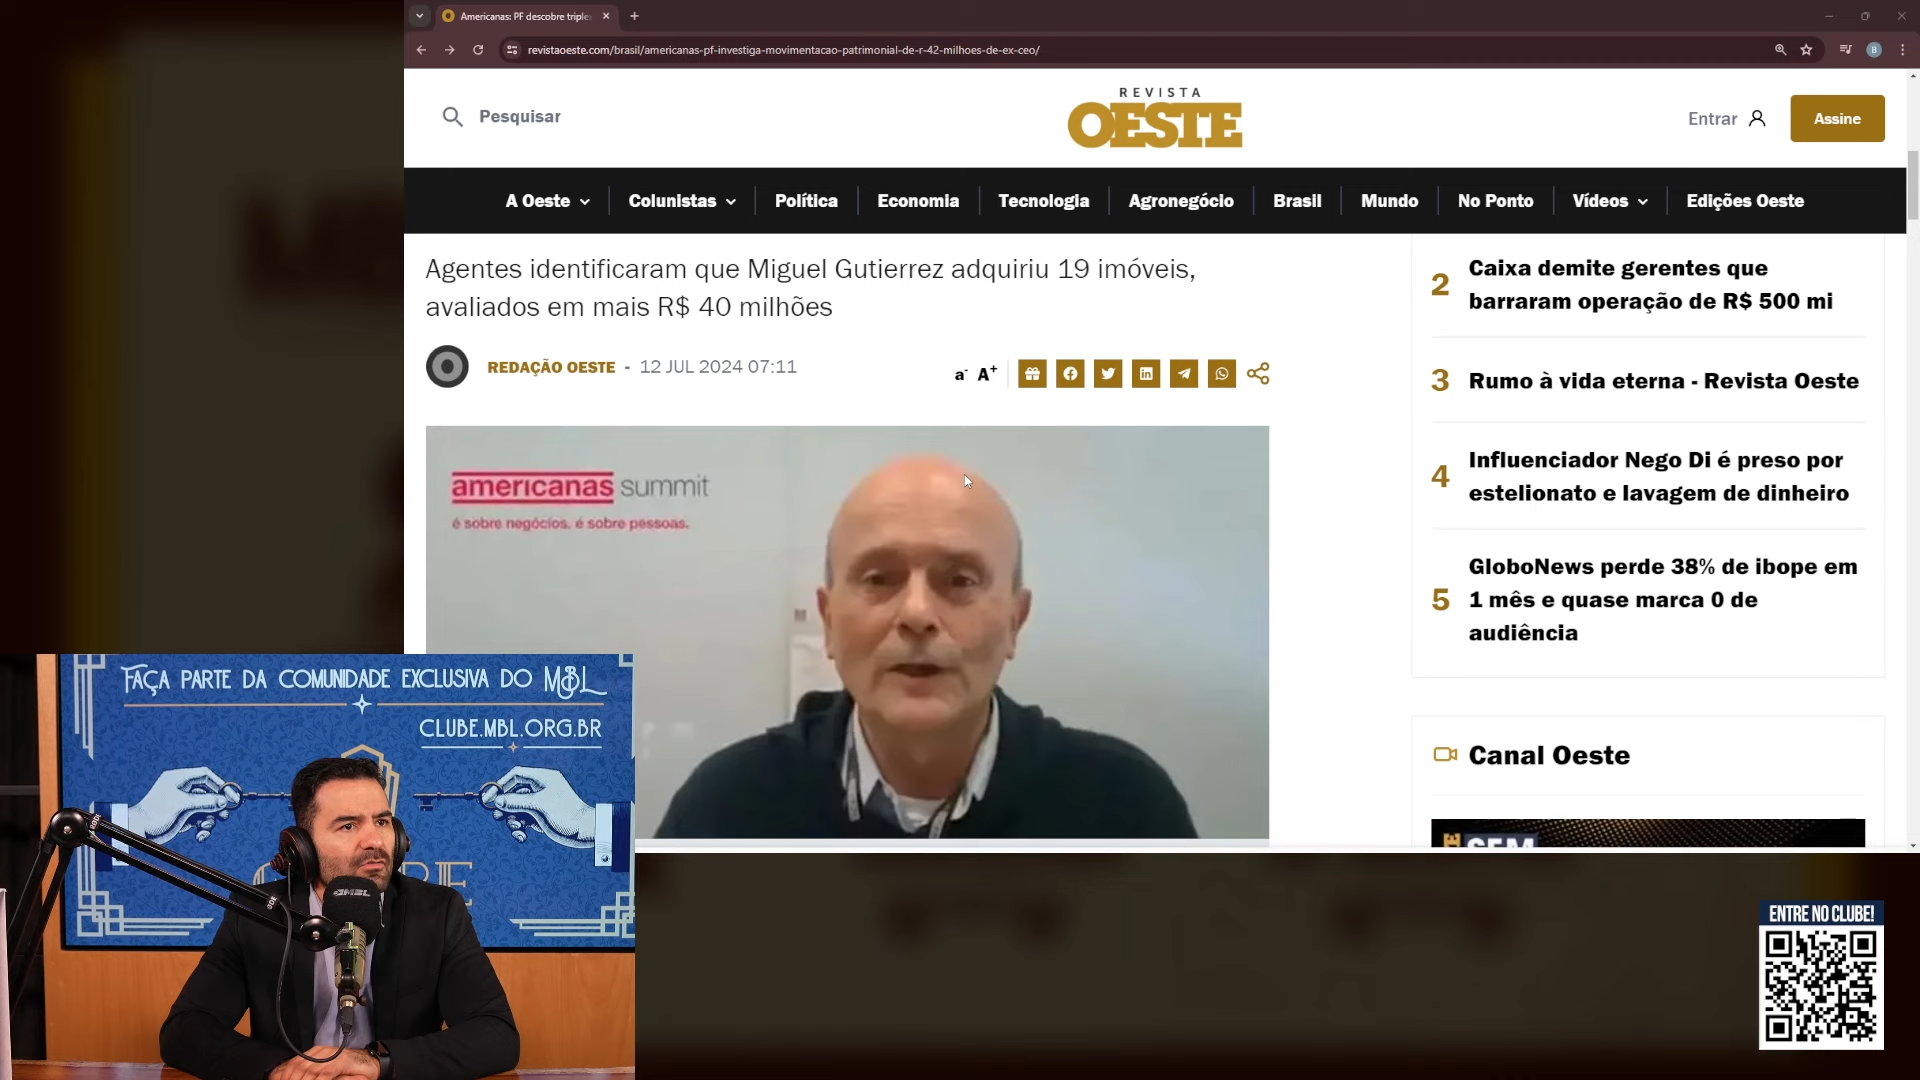 Americanas: PF descobre triple
revistaoeste.com/brasil/americanas-pf-investiga-movimentacao-patrimonial-de-r-42-milhoes-de-ex-ceo/
B
Pesquisar
REVISTA
OESTE
Entrar
Assine
A Oeste
Colunistas
Política
Economia
Tecnologia
Agronegócio
Brasil
Mundo
No Ponto
Vídeos
Edições Oeste
Agentes identificaram que Miguel Gutierrez adquiriu 19 imóveis,
avaliados em mais R$ 40 milhões
REDAÇÃO OESTE - 12 JUL 2024 07:11
a- A+
americanas summit
é sobre negócios. é sobre pessoas.
2
Caixa demite gerentes que
barraram operação de R$ 500 mi
3
Rumo à vida eterna - Revista Oeste
4
Influenciador Nego Di é preso por
estelionato e lavagem de dinheiro
5
GloboNews perde 38% de ibope em
1 mês e quase marca 0 de
audiência
Canal Oeste
FAÇA PARTE DA COMUNIDADE EXCLUSIVA DO MBL
CLUBE.MBL.ORG.BR
RØDE
MBL
RØDE
ENTRE NO CLUBE!